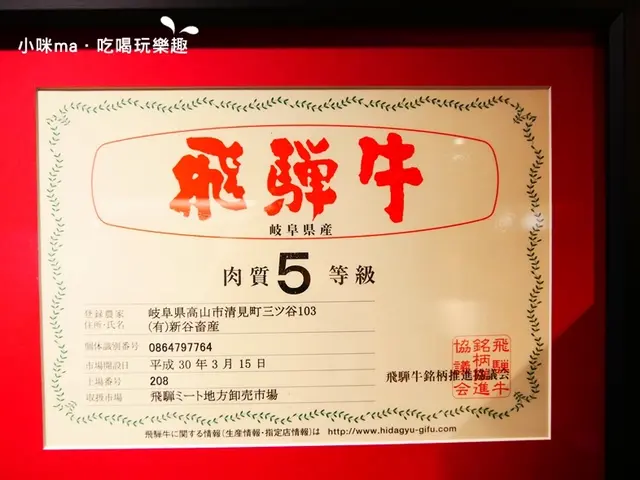 小咪ma·吃喝玩樂趣
飛騨牛
岐阜県産
肉質5等級
登録農家 岐阜県高山市清見町三ツ谷103
住所・氏名 (有)新谷畜産
個体識別番号 0864797764
市場開設日 平成30年3月15日
上場番号 208
取扱市場 飛騨ミート地方卸売市場
飛騨牛銘柄推進協議会
飛騨牛
銘柄推進
協議会
飛騨牛に関する情報(生産情報・指定店情報)は http://www.hidagyu-gifu.com/